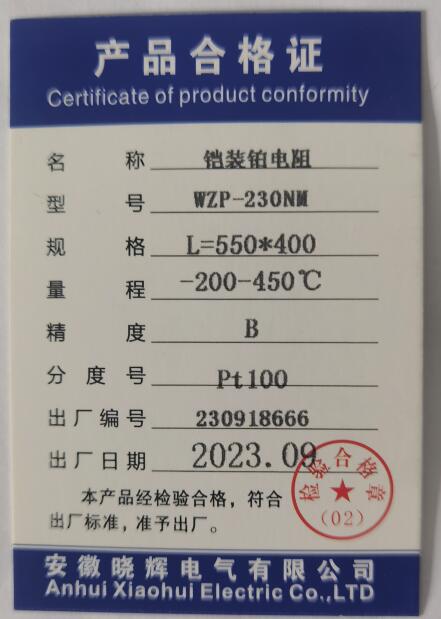 产品合格证
Certificate of product conformity
名称 铠装铂电阻
型号 WZP-230NM
规格 L=550*400
量程 -200-450℃
精度 B
分度号 Pt100
出厂编号 230918666
出厂日期 2023.09
检验合格章
(02)
本产品经检验合格，符合
出厂标准，准予出厂。
安徽晓辉电气有限公司
Anhui Xiaohui Electric Co.,LTD